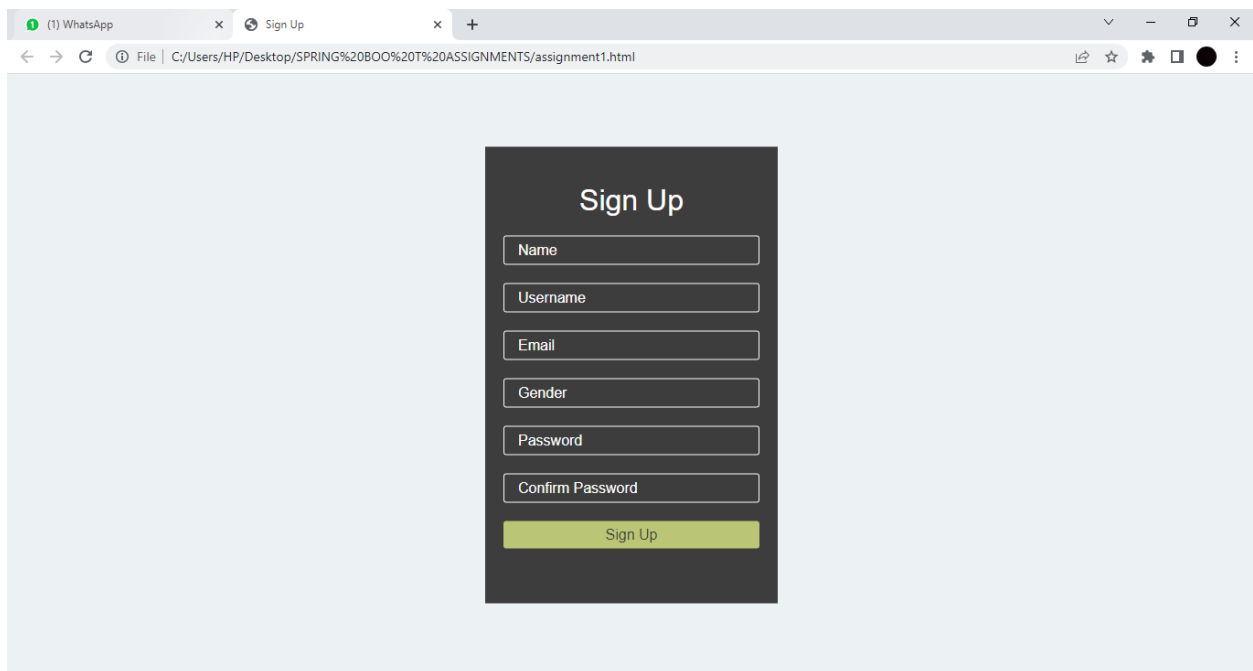 (1) WhatsApp
Sign Up
File | C:/Users/HP/Desktop/SPRING%20BOO%20T%20ASSIGNMENTS/assignment1.html
Sign Up
Name
Username
Email
Gender
Password
Confirm Password
Sign Up